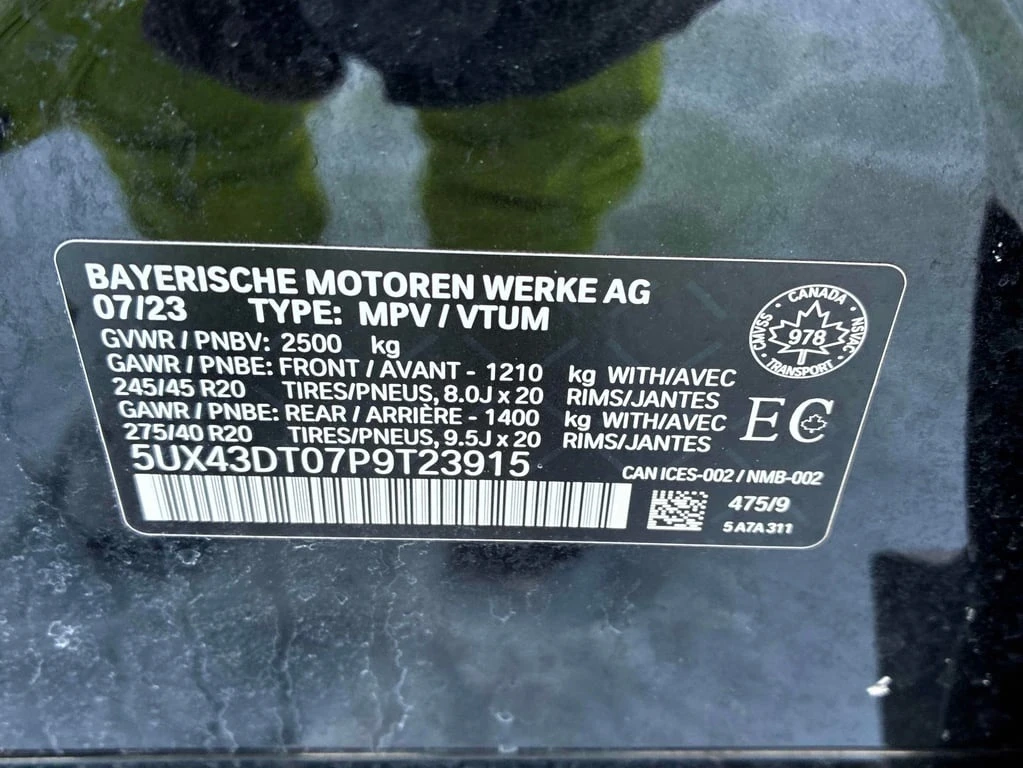 BAYERISCHE MOTOREN WERKE AG
07/23 TYPE: MPV / VTUM
GVWR / PNBV: 2500 kg
GAWR / PNBE: FRONT / AVANT - 1210 kg WITH/AVEC
245/45 R20 TIRES/PNEUS, 8.0J x 20 RIMS/JANTES
GAWR / PNBE: REAR / ARRIÈRE - 1400 kg WITH/AVEC
275/40 R20 TIRES/PNEUS, 9.5J x 20 RIMS/JANTES
5UX43DT07P9T23915
CANADA
CMVSS
978
NSVAC
TRANSPORT
EC
CAN ICES-002 / NMB-002
475/9
5 A7A 311